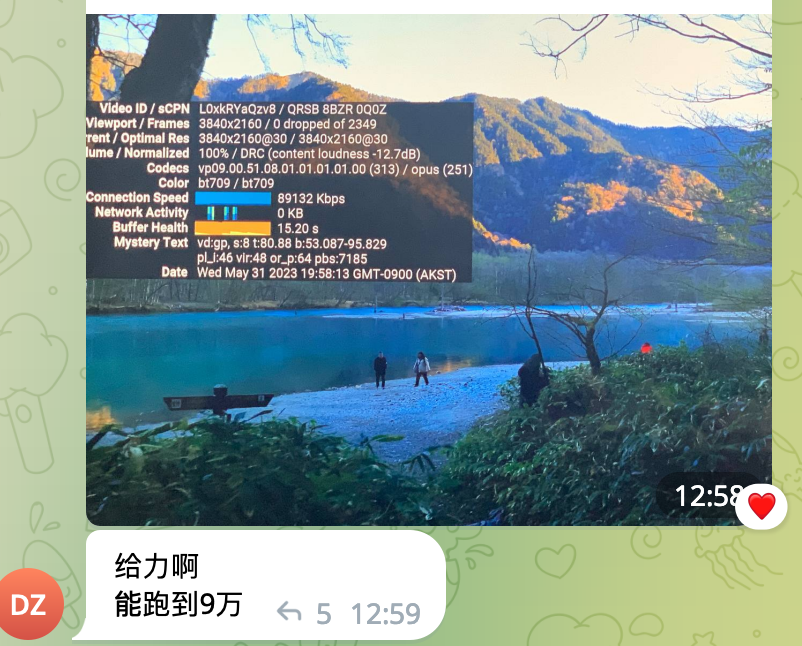 Video ID / sCPN L0xkRYaQzv8 / QRSB 8BZR 0Q0Z
Viewport / Frames 3840x2160 / 0 dropped of 2349
rent / Optimal Res 3840x2160@30 / 3840x2160@30
lume / Normalized 100% / DRC (content loudness -12.7dB)
Codecs vp09.00.51.08.01.01.01.01.00 (313) / opus (251)
Color bt709 / bt709
Connection Speed 89132 Kbps
Network Activity 0 KB
Buffer Health 15.20 s
Mystery Text vd:gp, s:8 t:80.88 b:53.087-95.829
pl_i:46 vir:48 or_p:64 pbs:7185
Date Wed May 31 2023 19:58:13 GMT-0900 (AKST)
12:58
给力啊
能跑到9万
5 12:59
DZ